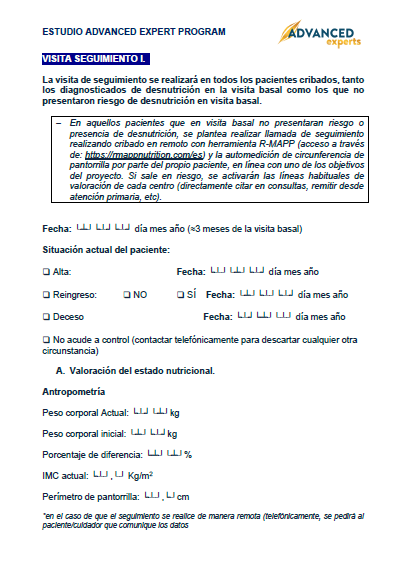 ESTUDIO ADVANCED EXPERT PROGRAM
ADVANCED
experts
VISITA SEGUIMIENTO I.
La visita de seguimiento se realizará en todos los pacientes cribados, tanto
los diagnosticados de desnutrición en la visita basal como los que no
presentaron riesgo de desnutrición en visita basal.
– En aquellos pacientes que en visita basal no presentaran riesgo o
presencia de desnutrición, se plantea realizar llamada de seguimiento
realizando cribado en remoto con herramienta R-MAPP (acceso a través
de: https://rmappnutrition.com/es) y la automedición de circunferencia de
pantorrilla por parte del propio paciente, en línea con uno de los objetivos
del proyecto. Si sale en riesgo, se activarán las líneas habituales de
valoración de cada centro (directamente citar en consultas, remitir desde
atención primaria, etc).
Fecha: día mes año (≈3 meses de la visita basal)
Situación actual del paciente:
❑ Alta: Fecha: día mes año
❑ Reingreso: ❑ NO ❑ SÍ Fecha: día mes año
❑ Deceso Fecha: día mes año
❑ No acude a control (contactar telefónicamente para descartar cualquier otra
circunstancia)
A. Valoración del estado nutricional.
Antropometría
Peso corporal Actual: kg
Peso corporal inicial: kg
Porcentaje de diferencia: %
IMC actual: , Kg/m²
Perímetro de pantorrilla: , cm
*en el caso de que el seguimiento se realice de manera remota (telefónicamente, se pedirá al
paciente/cuidador que comunique los datos